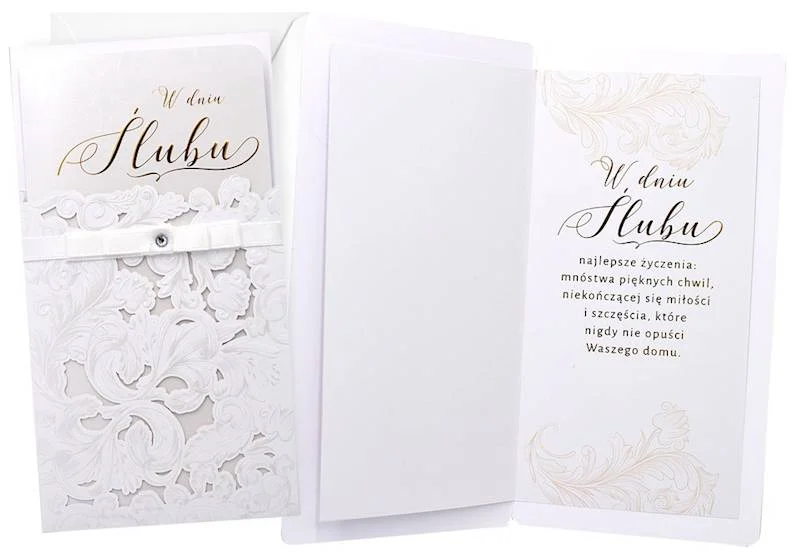 W dniu
Ślubu
W dniu
Ślubu
najlepsze życzenia:
mnóstwa pięknych chwil,
niekończącej się miłości
i szczęścia, które
nigdy nie opuści
Waszego domu.